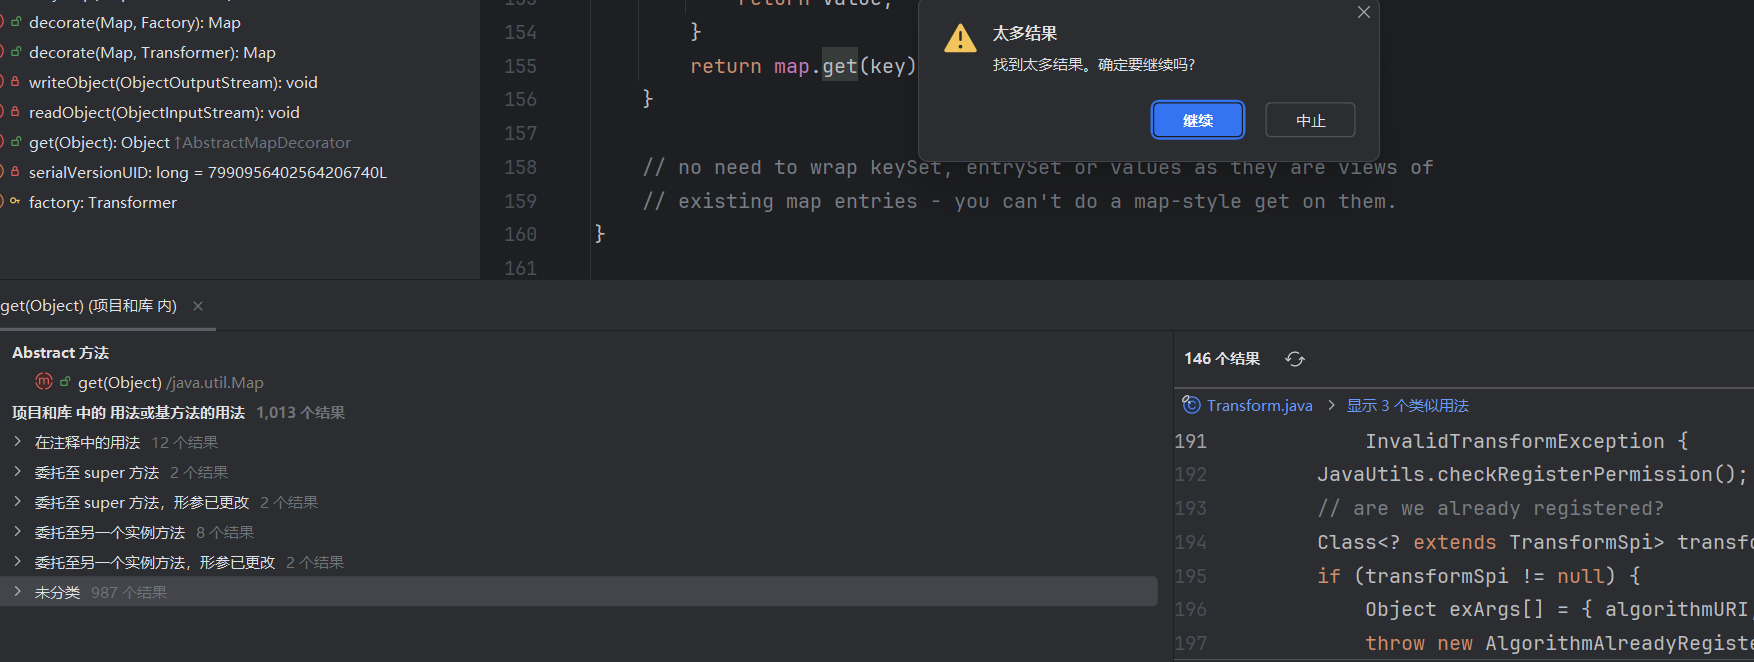 decorate(Map, Factory): Map
decorate(Map, Transformer): Map
writeObject(ObjectOutputStream): void
readObject(ObjectInputStream): void
get(Object): Object ↑AbstractMapDecorator
serialVersionUID: long = 7990956402564206740L
factory: Transformer
154 }
155 return map.get(key)
156 }
157
158 // no need to wrap keySet, entrySet or values as they are views of
159 // existing map entries - you can't do a map-style get on them.
160 }
161
太多结果
找到太多结果。确定要继续吗?
继续
中止
get(Object) (项目和库 内)
Abstract 方法
get(Object) /java.util.Map
项目和库 中的 用法或基方法的用法 1,013 个结果
在注释中的用法 12 个结果
委托至 super 方法 2 个结果
委托至 super 方法，形参已更改 2 个结果
委托至另一个实例方法 8 个结果
委托至另一个实例方法，形参已更改 2 个结果
未分类 987 个结果
146 个结果
Transform.java > 显示 3 个类似用法
191 InvalidTransformException {
192 JavaUtils.checkRegisterPermission();
193 // are we already registered?
194 Class<? extends TransformSpi> transfo
195 if (transformSpi != null) {
196 Object exArgs[] = { algorithmURI
197 throw new AlgorithmAlreadyRegiste